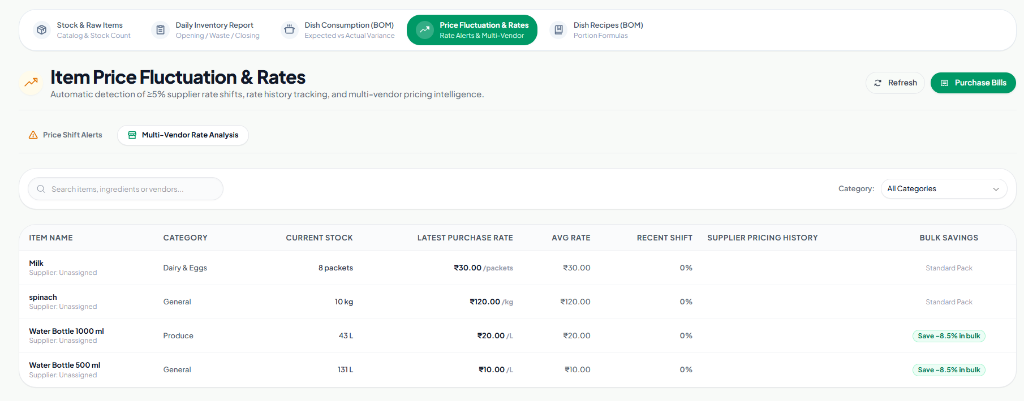 Stock & Raw Items
Catalog & Stock Count
Daily Inventory Report
Opening / Waste / Closing
Dish Consumption (BOM)
Expected vs Actual Variance
Price Fluctuation & Rates
Rate Alerts & Multi-Vendor
Dish Recipes (BOM)
Portion Formulas
Item Price Fluctuation & Rates
Automatic detection of ≥5% supplier rate shifts, rate history tracking, and multi-vendor pricing intelligence.
Refresh
Purchase Bills
Price Shift Alerts
Multi-Vendor Rate Analysis
Search items, ingredients or vendors...
Category: All Categories
ITEM NAME CATEGORY CURRENT STOCK LATEST PURCHASE RATE AVG RATE RECENT SHIFT SUPPLIER PRICING HISTORY BULK SAVINGS
Milk
Supplier: Unassigned
Dairy & Eggs 8 packets ₹30.00 /packets ₹30.00 0% Standard Pack
spinach
Supplier: Unassigned
General 10 kg ₹120.00 /kg ₹120.00 0% Standard Pack
Water Bottle 1000 ml
Supplier: Unassigned
Produce 43 L ₹20.00 /L ₹20.00 0% Save ~8.5% in bulk
Water Bottle 500 ml
Supplier: Unassigned
General 131 L ₹10.00 /L ₹10.00 0% Save ~8.5% in bulk